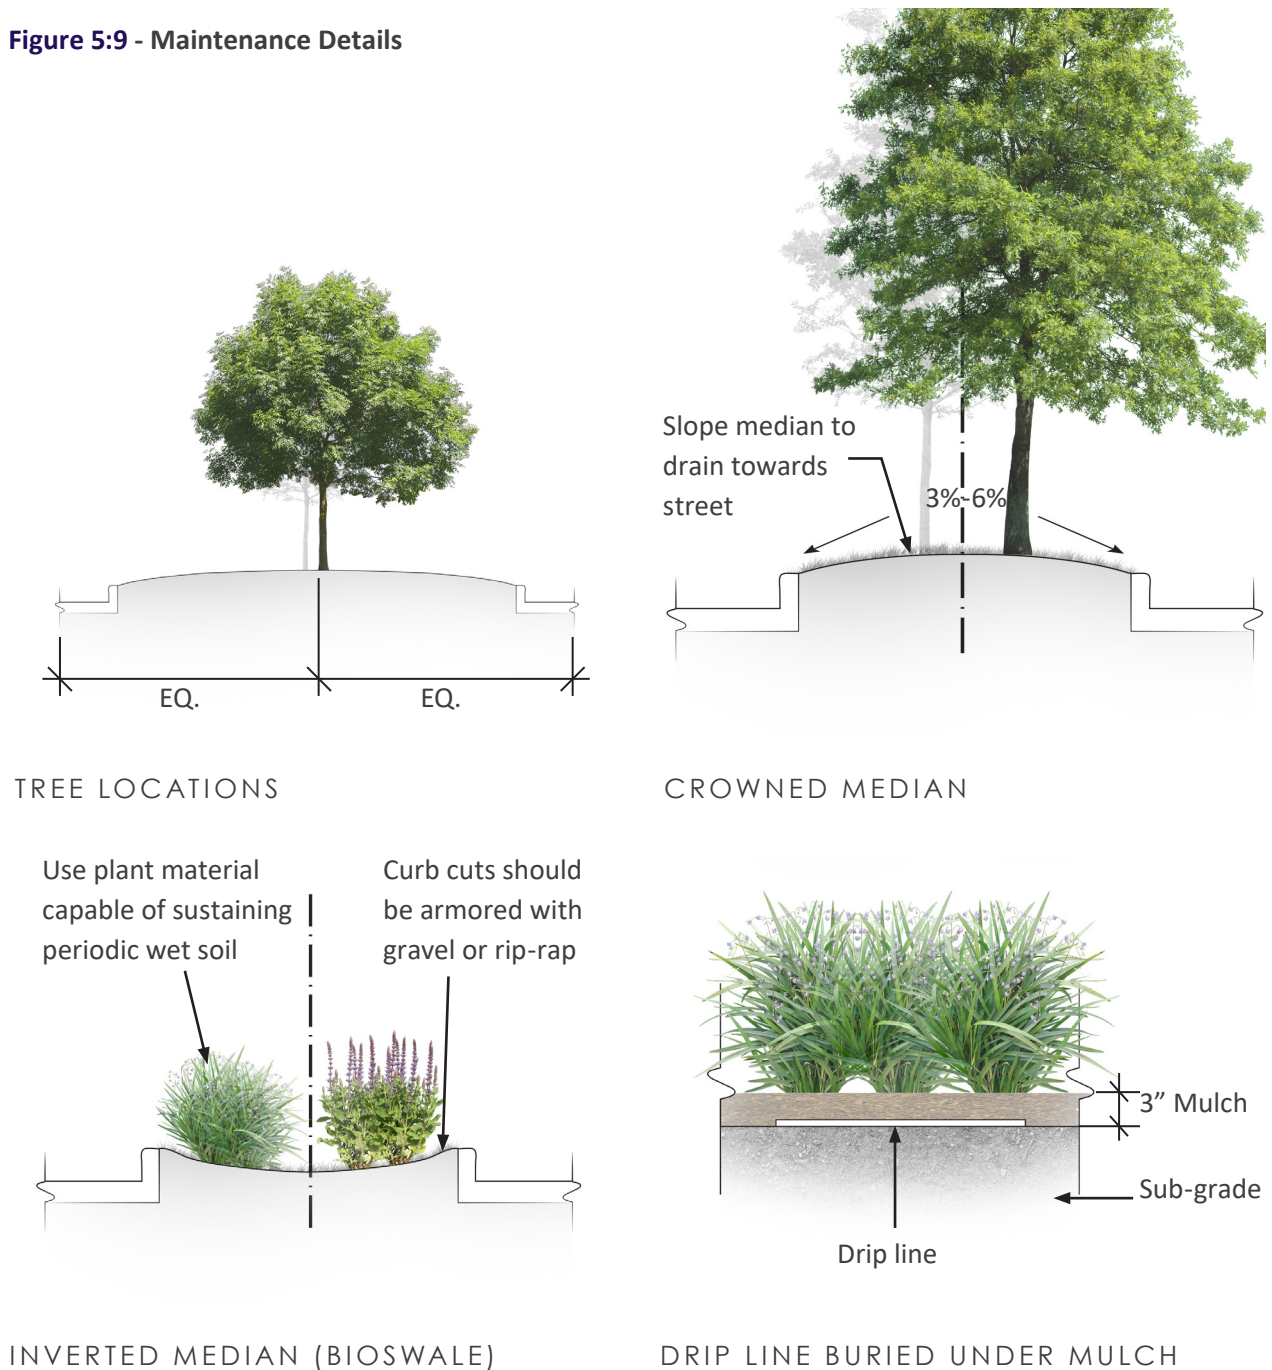 Figure 5:9 - Maintenance Details
EQ.
EQ.
TREE LOCATIONS
Slope median to
drain towards
street
3%-6%
CROWNED MEDIAN
Use plant material
capable of sustaining
periodic wet soil
Curb cuts should
be armored with
gravel or rip-rap
INVERTED MEDIAN (BIOSWALE)
3” Mulch
Sub-grade
Drip line
DRIP LINE BURIED UNDER MULCH